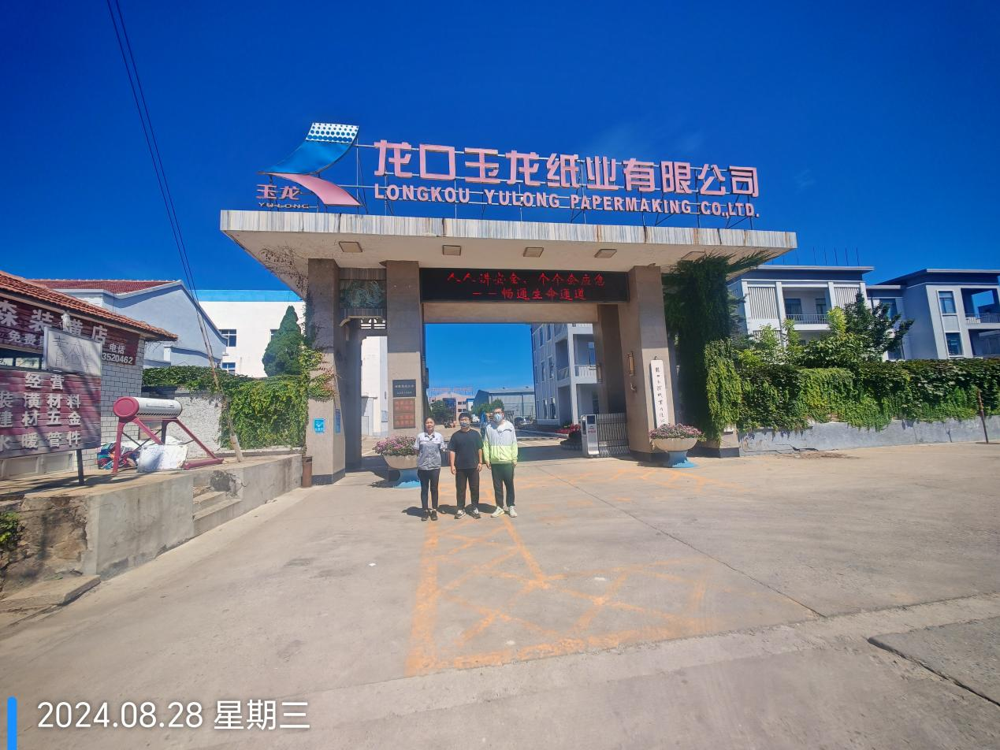 龙口玉龙纸业有限公司
LONGKOU YULONG PAPERMAKING CO.,LTD.
玉龙
YULONG
人人讲安全、个个会应急
——畅通生命通道
森装潢店
免费
电话
3520462
经营
装潢材料
建材五金
水暖管件
2024.08.28 星期三